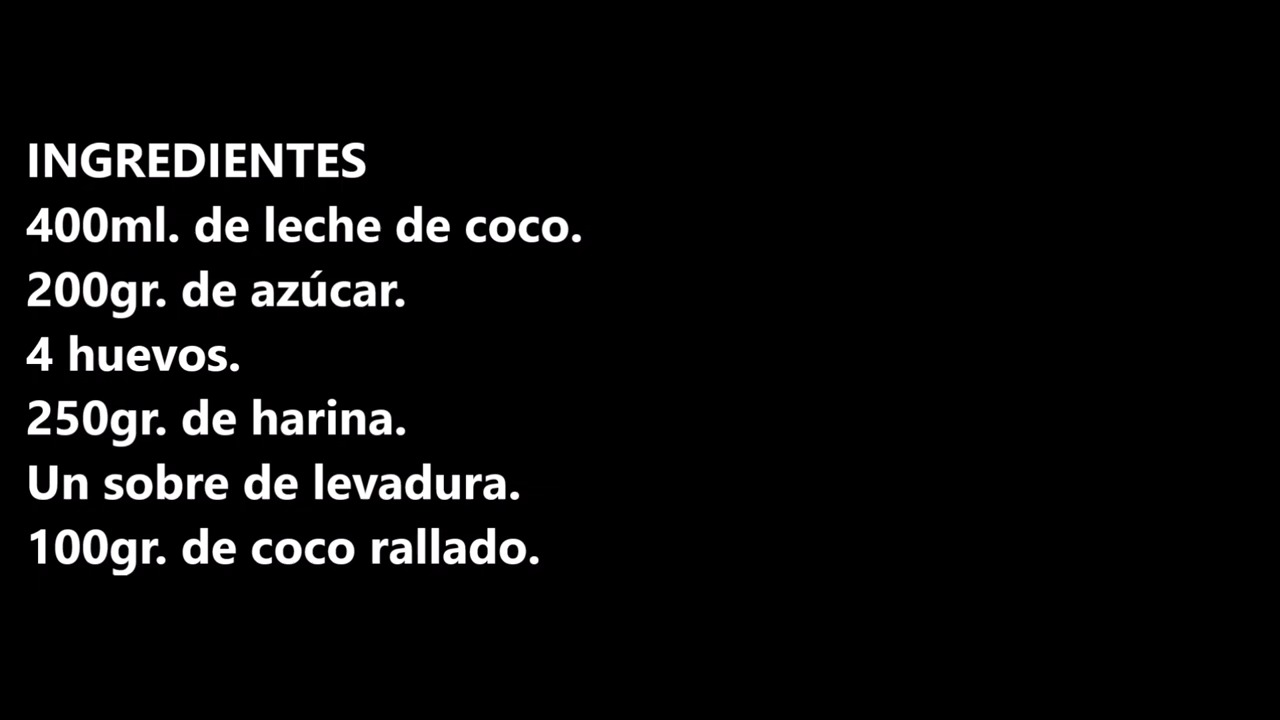 INGREDIENTES
400ml. de leche de coco.
200gr. de azúcar.
4 huevos.
250gr. de harina.
Un sobre de levadura.
100gr. de coco rallado.